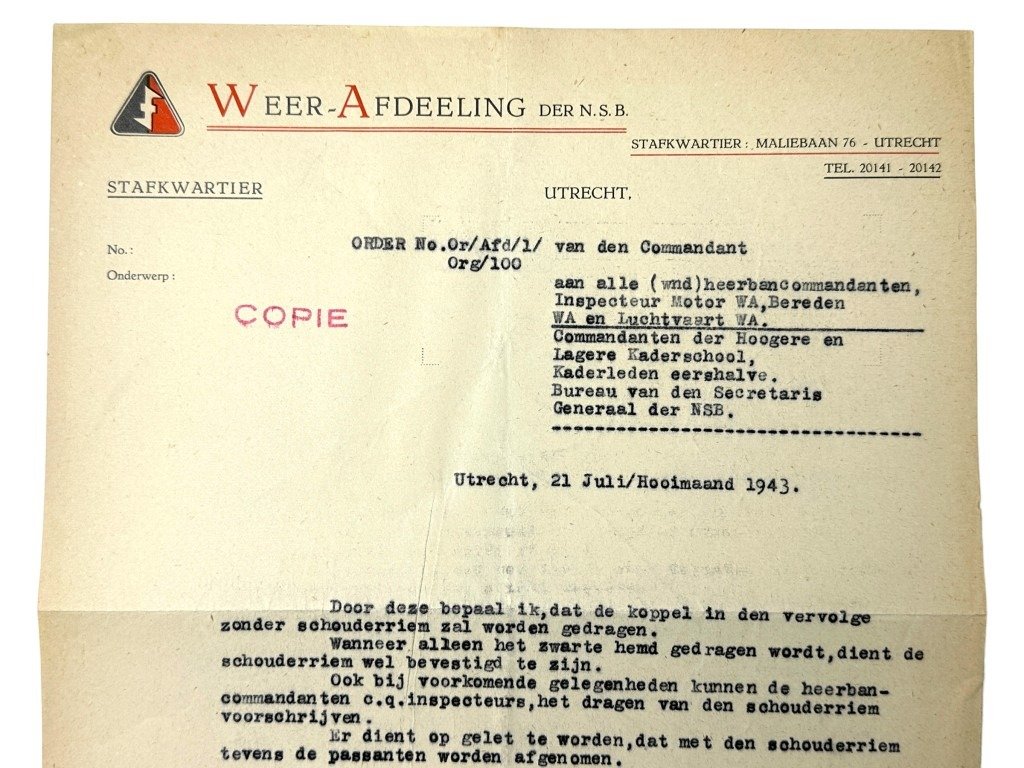 WEER-AFDEELING DER N.S.B.
STAFKWARTIER: MALIEBAAN 76 - UTRECHT
TEL. 20141 - 20142
STAFKWARTIER
UTRECHT,
No.:
Onderwerp:
COPIE
ORDER No.Or/Afd/1/ van den Commandant
Org/100
aan alle (wnd)heerbancommandanten,
Inspecteur Motor WA,Bereden
WA en Luchtvaart WA.
Commandanten der Hoogere en
Lagere Kaderschool,
Kaderleden eershalve.
Bureau van den Secretaris
Generaal der NSB.
Utrecht, 21 Juli/Hooimaand 1943.
Door deze bepaal ik,dat de koppel in den vervolge
zonder schouderriem zal worden gedragen.
Wanneer alleen het zwarte hemd gedragen wordt,dient de
schouderriem wel bevestigd te zijn.
Ook bij voorkomende gelegenheden kunnen de heerban-
commandanten c.q.inspecteurs,het dragen van den schouderriem
voorschrijven.
Er dient op gelet te worden,dat met den schouderriem
tevens de passanten worden afgenomen.